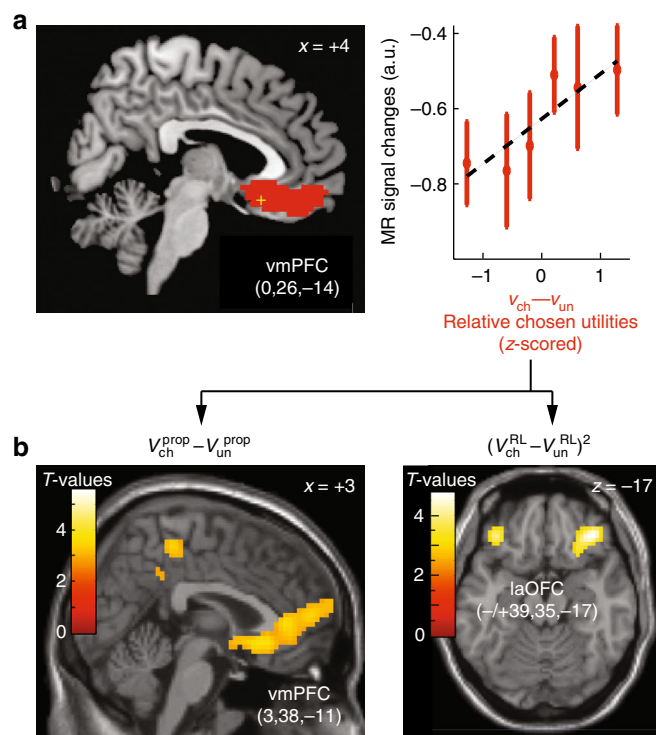 a
x = +4
vmPFC
(0,26,–14)
MR signal changes (a.u.)
–0.4
–0.6
–0.8
–1
0
1
v_ch—v_un
Relative chosen utilities
(z-scored)
b
V_ch^prop – V_un^prop
(V_ch^RL – V_un^RL)^2
T-values
4
2
0
x = +3
vmPFC
(3,38,–11)
T-values
4
2
0
z = –17
laOFC
(–/+39,35,–17)